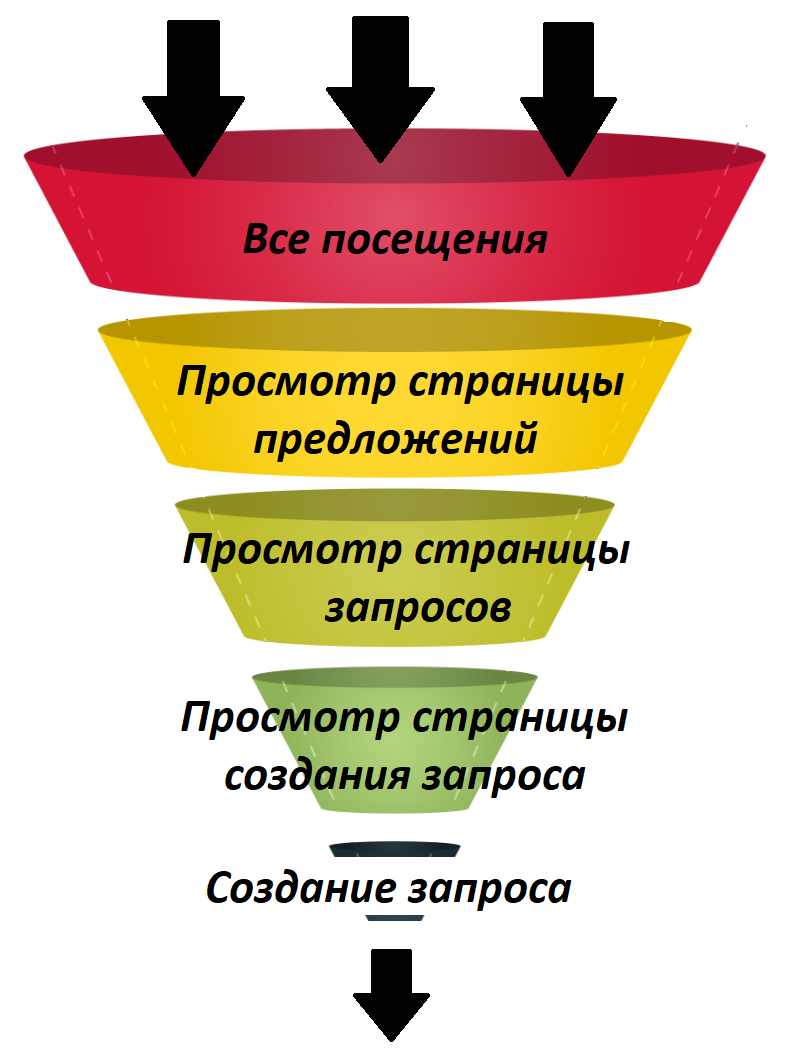 Все посещения
Просмотр страницы
предложений
Просмотр страницы
запросов
Просмотр страницы
создания запроса
Создание запроса